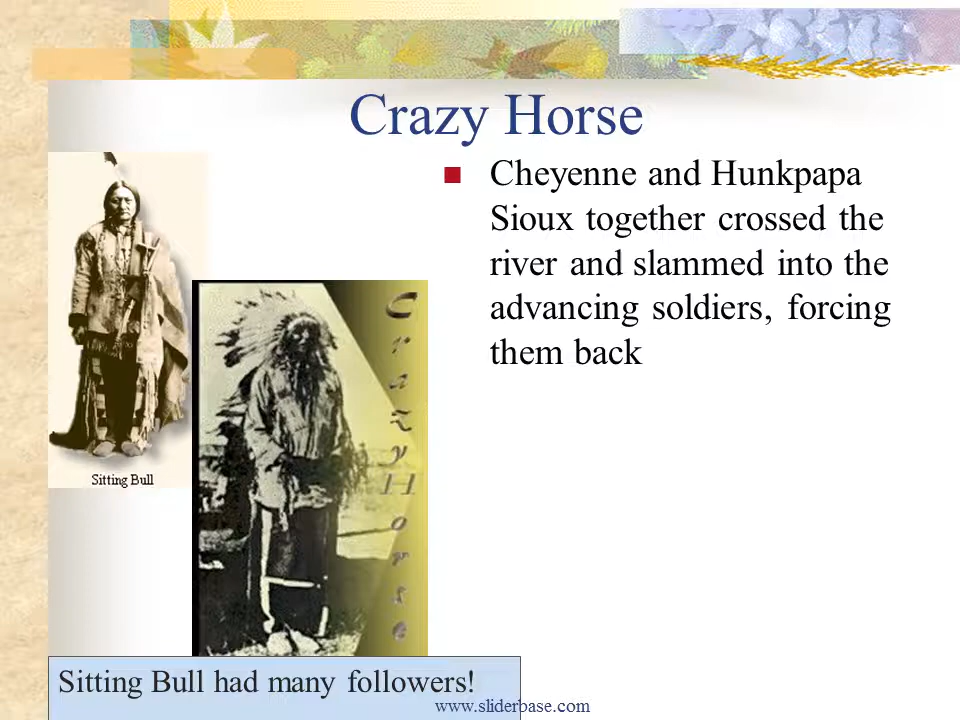 Crazy Horse
Cheyenne and Hunkpapa
Sioux together crossed the
river and slammed into the
advancing soldiers, forcing
them back
Sitting Bull
Crazy Horse
Sitting Bull had many followers!
www.sliderbase.com